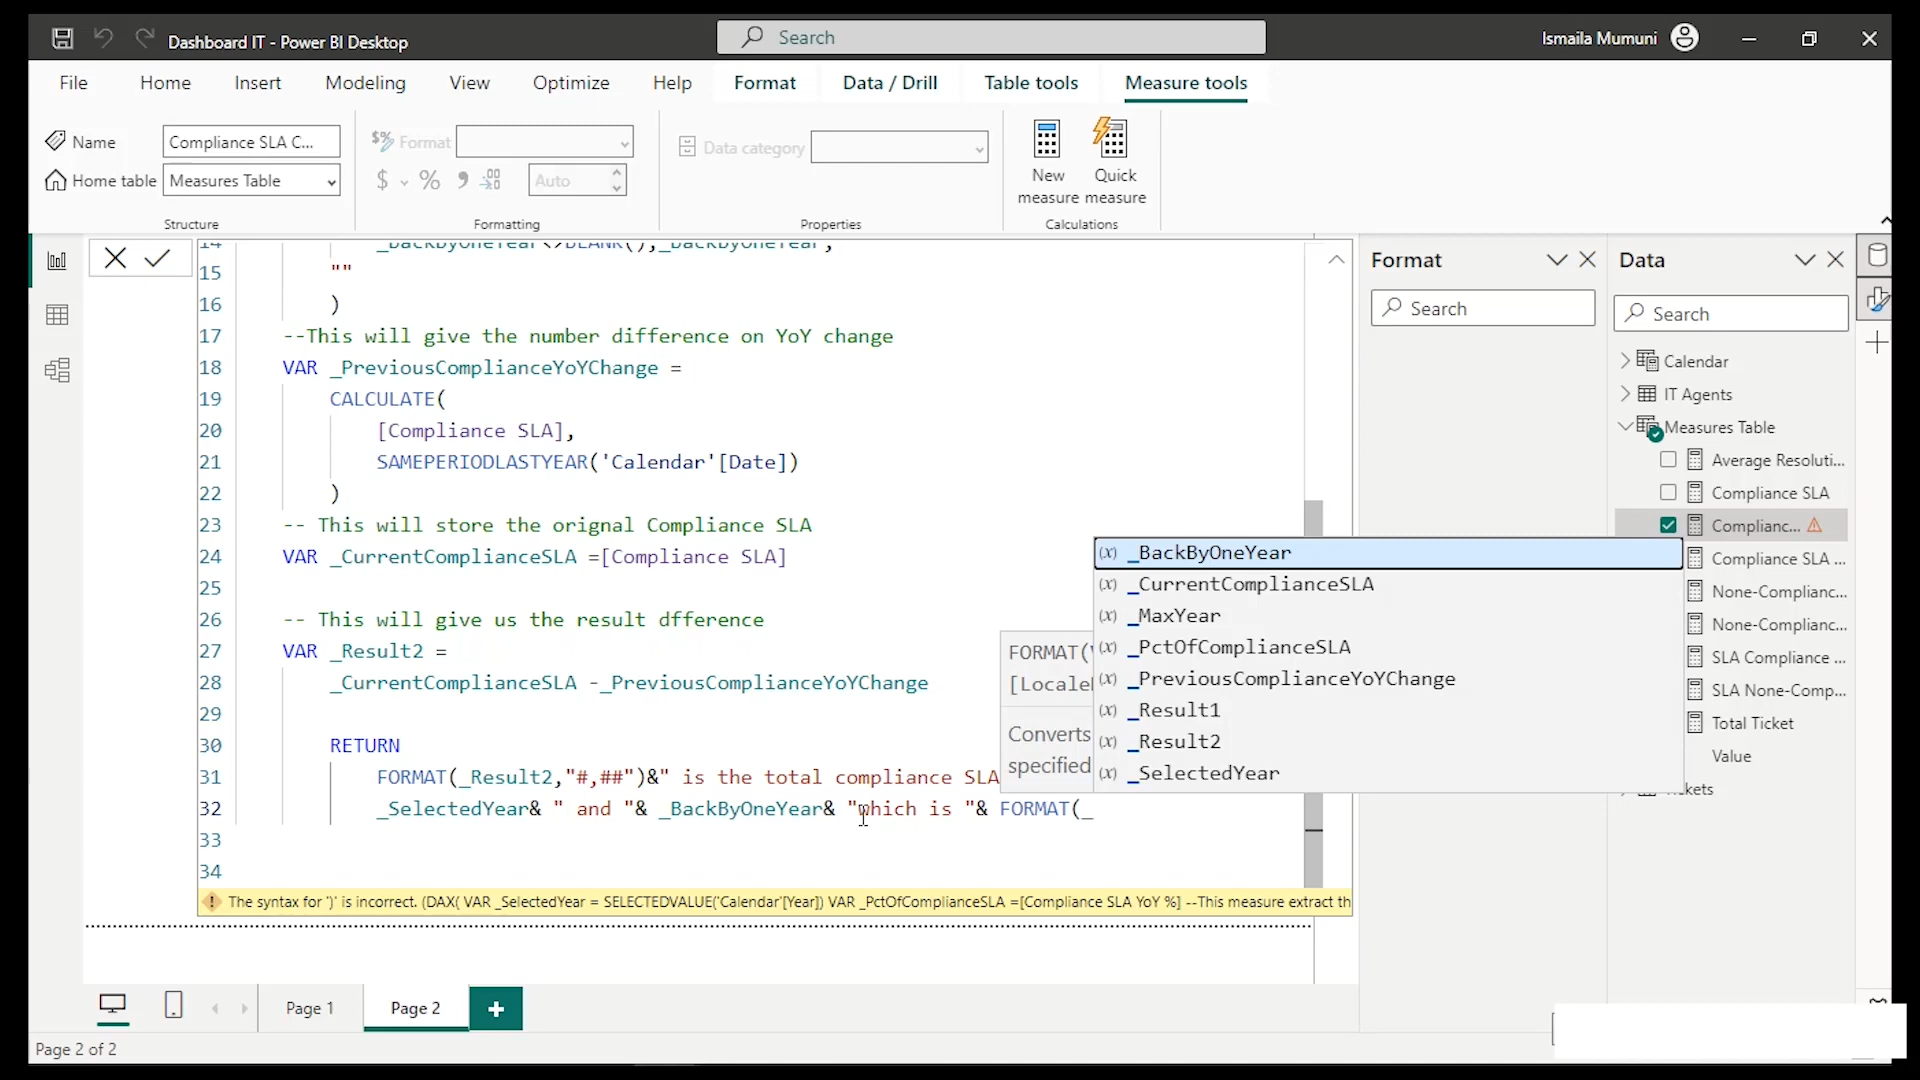 Dashboard IT - Power BI Desktop
Search
Ismaila Mumuni
File
Home
Insert
Modeling
View
Optimize
Help
Format
Data / Drill
Table tools
Measure tools
Name
Compliance SLA C...
Home table
Measures Table
Structure
Format
$
%
Auto
Formatting
Data category
Properties
New measure
Quick measure
Calculations
14 _BackByOneYear<>BLANK(),_BackByOneYear,
15 ""
16 )
17 --This will give the number difference on YoY change
18 VAR _PreviousComplianceYoYChange =
19 CALCULATE(
20 [Compliance SLA],
21 SAMEPERIODLASTYEAR('Calendar'[Date])
22 )
23 -- This will store the orignal Compliance SLA
24 VAR _CurrentComplianceSLA =[Compliance SLA]
25
26 -- This will give us the result dfference
27 VAR _Result2 =
28 _CurrentComplianceSLA -_PreviousComplianceYoYChange
29
30 RETURN
31 FORMAT(_Result2,"#,##")&" is the total compliance SLA
32 _SelectedYear& " and "& _BackByOneYear& "which is "& FORMAT(_
33
34
FORMAT(
[Locale
Converts
specified
(x) _BackByOneYear
(x) _CurrentComplianceSLA
(x) _MaxYear
(x) _PctOfComplianceSLA
(x) _PreviousComplianceYoYChange
(x) _Result1
(x) _Result2
(x) _SelectedYear
The syntax for ')' is incorrect. (DAX( VAR _SelectedYear = SELECTEDVALUE('Calendar'[Year]) VAR _PctOfComplianceSLA =[Compliance SLA YoY %] --This measure extract th
Format
Search
Data
Search
Calendar
IT Agents
Measures Table
Average Resoluti...
Compliance SLA
Complianc...
Compliance SLA ...
None-Complianc...
None-Complianc...
SLA Compliance ...
SLA None-Comp...
Total Ticket
Value
Page 1
Page 2
Page 2 of 2